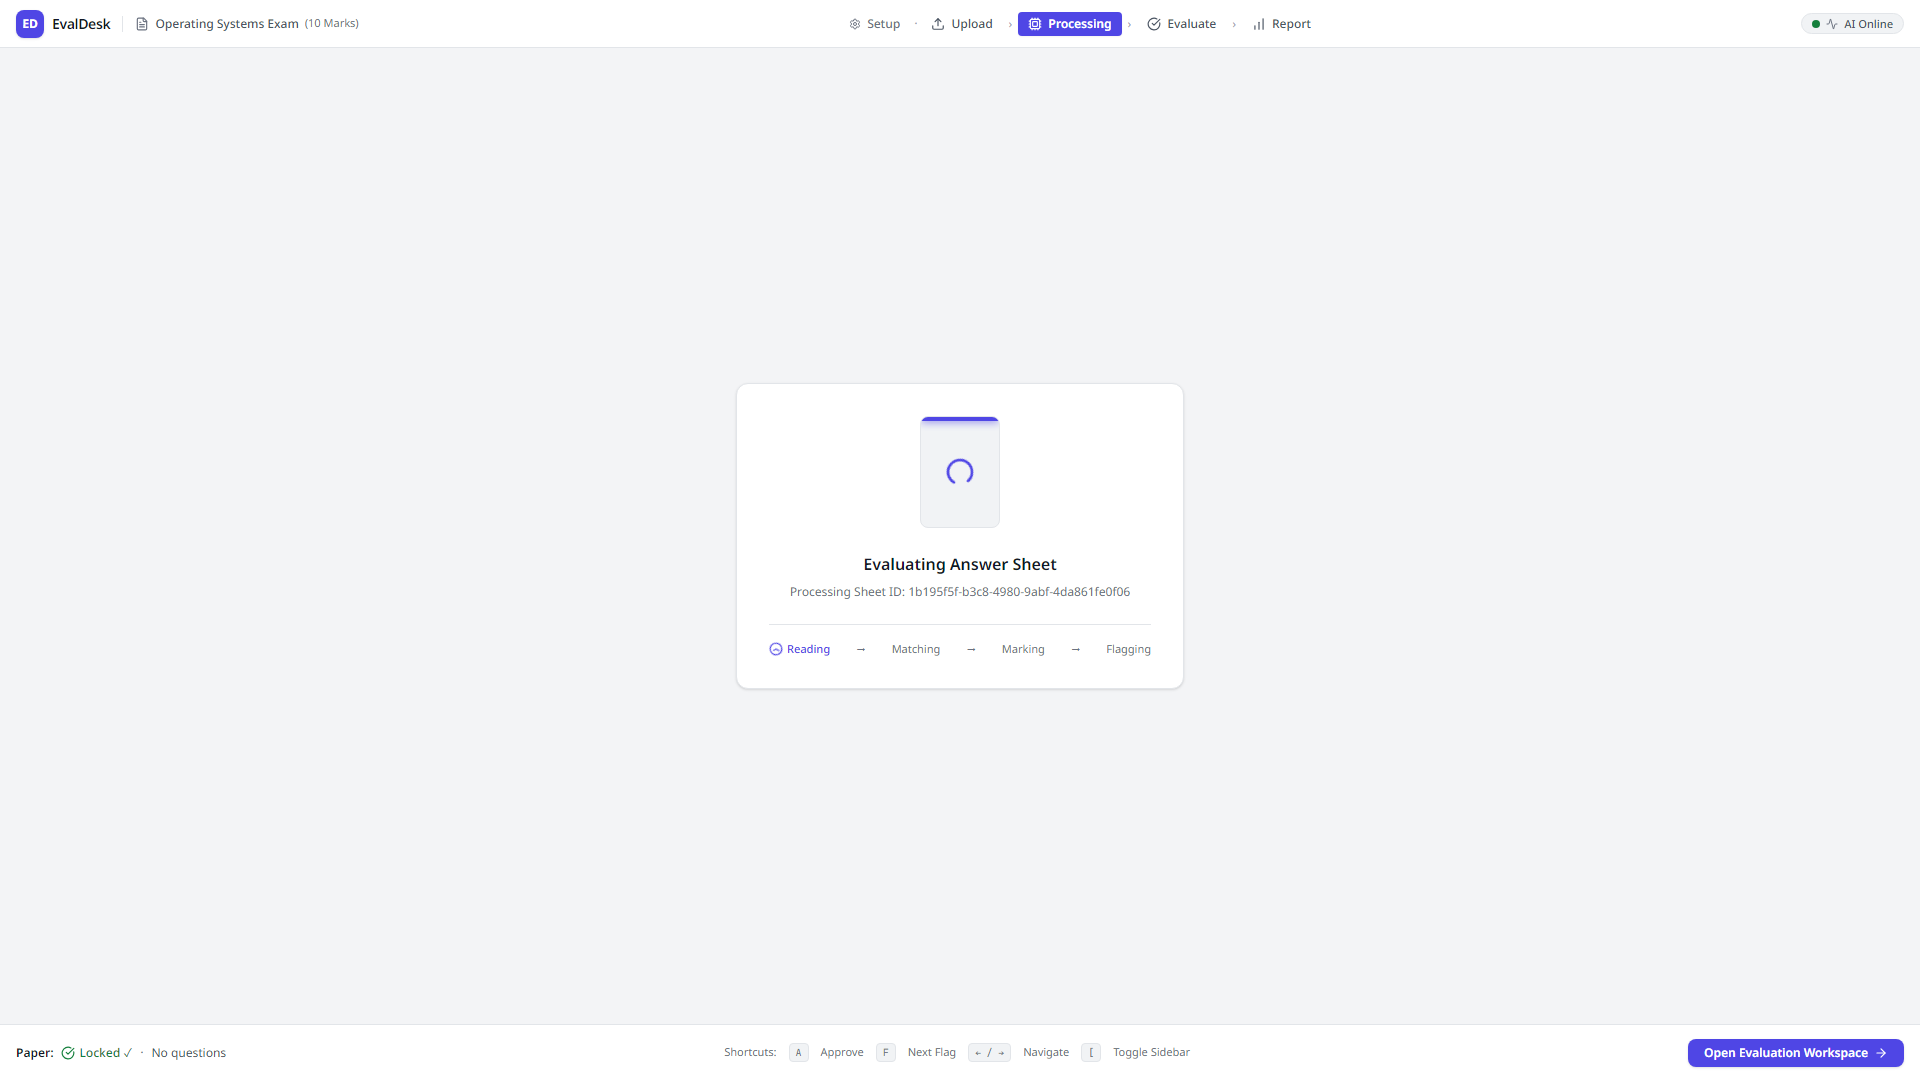 ED EvalDesk Operating Systems Exam (10 Marks) Setup · Upload › Processing › Evaluate › Report AI Online
Evaluating Answer Sheet
Processing Sheet ID: 1b195f5f-b3c8-4980-9abf-4da861fe0f06
Reading → Matching → Marking → Flagging
Paper: Locked ✓ · No questions Shortcuts: A Approve F Next Flag ← / → Navigate [ Toggle Sidebar Open Evaluation Workspace →